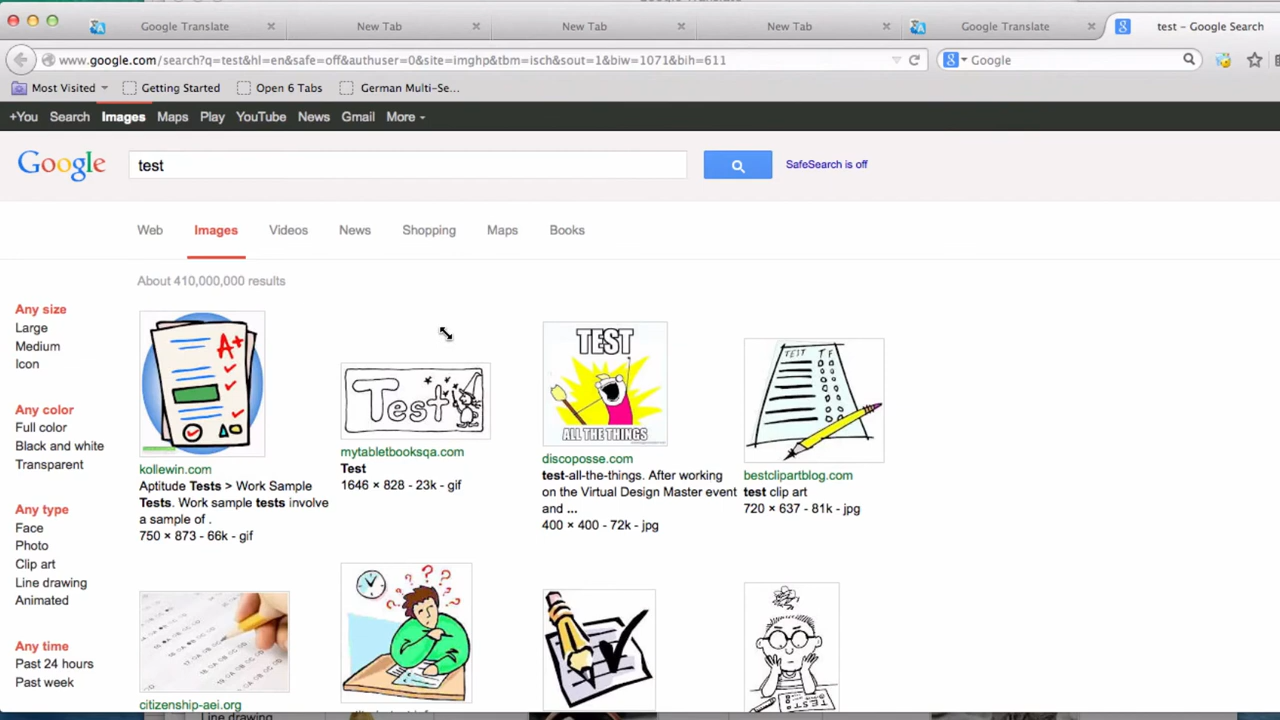 Google Translate
New Tab
New Tab
New Tab
Google Translate
test – Google Search
www.google.com/search?q=test&hl=en&safe=off&authuser=0&site=imghp&tbm=isch&sout=1&biw=1071&bih=611
Google
Most Visited
Getting Started
Open 6 Tabs
German Multi-Se...
+You Search Images Maps Play YouTube News Gmail More
Google
test
SafeSearch is off
Web Images Videos News Shopping Maps Books
About 410,000,000 results
Any size
Large
Medium
Icon
Any color
Full color
Black and white
Transparent
Any type
Face
Photo
Clip art
Line drawing
Animated
Any time
Past 24 hours
Past week
A+
kollewin.com
Aptitude Tests > Work Sample
Tests. Work sample tests involve
a sample of .
750 × 873 - 66k - gif
Test
mytabletbooksqa.com
Test
1646 × 828 - 23k - gif
TEST
ALL THE THINGS
discoposse.com
test-all-the-things. After working
on the Virtual Design Master event
and ...
400 × 400 - 72k - jpg
TEST T F
bestclipartblog.com
test clip art
720 × 637 - 81k - jpg
citizenship-aei.org
???
TEST
Line drawing